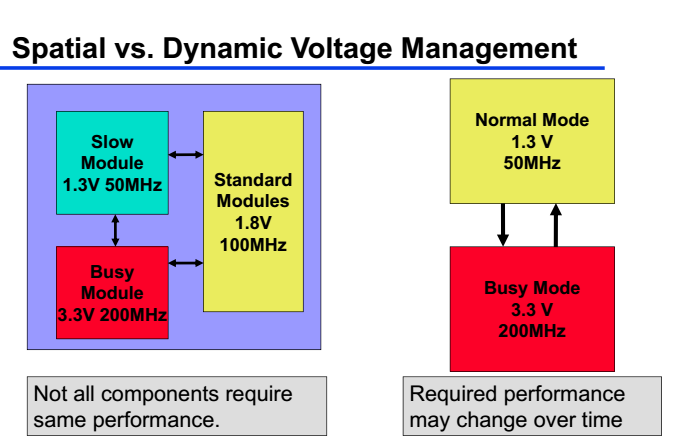 Spatial vs. Dynamic Voltage Management
Slow
Module
1.3V 50MHz
Standard
Modules
1.8V
100MHz
Busy
Module
3.3V 200MHz
Not all components require
same performance.
Normal Mode
1.3 V
50MHz
Busy Mode
3.3 V
200MHz
Required performance
may change over time